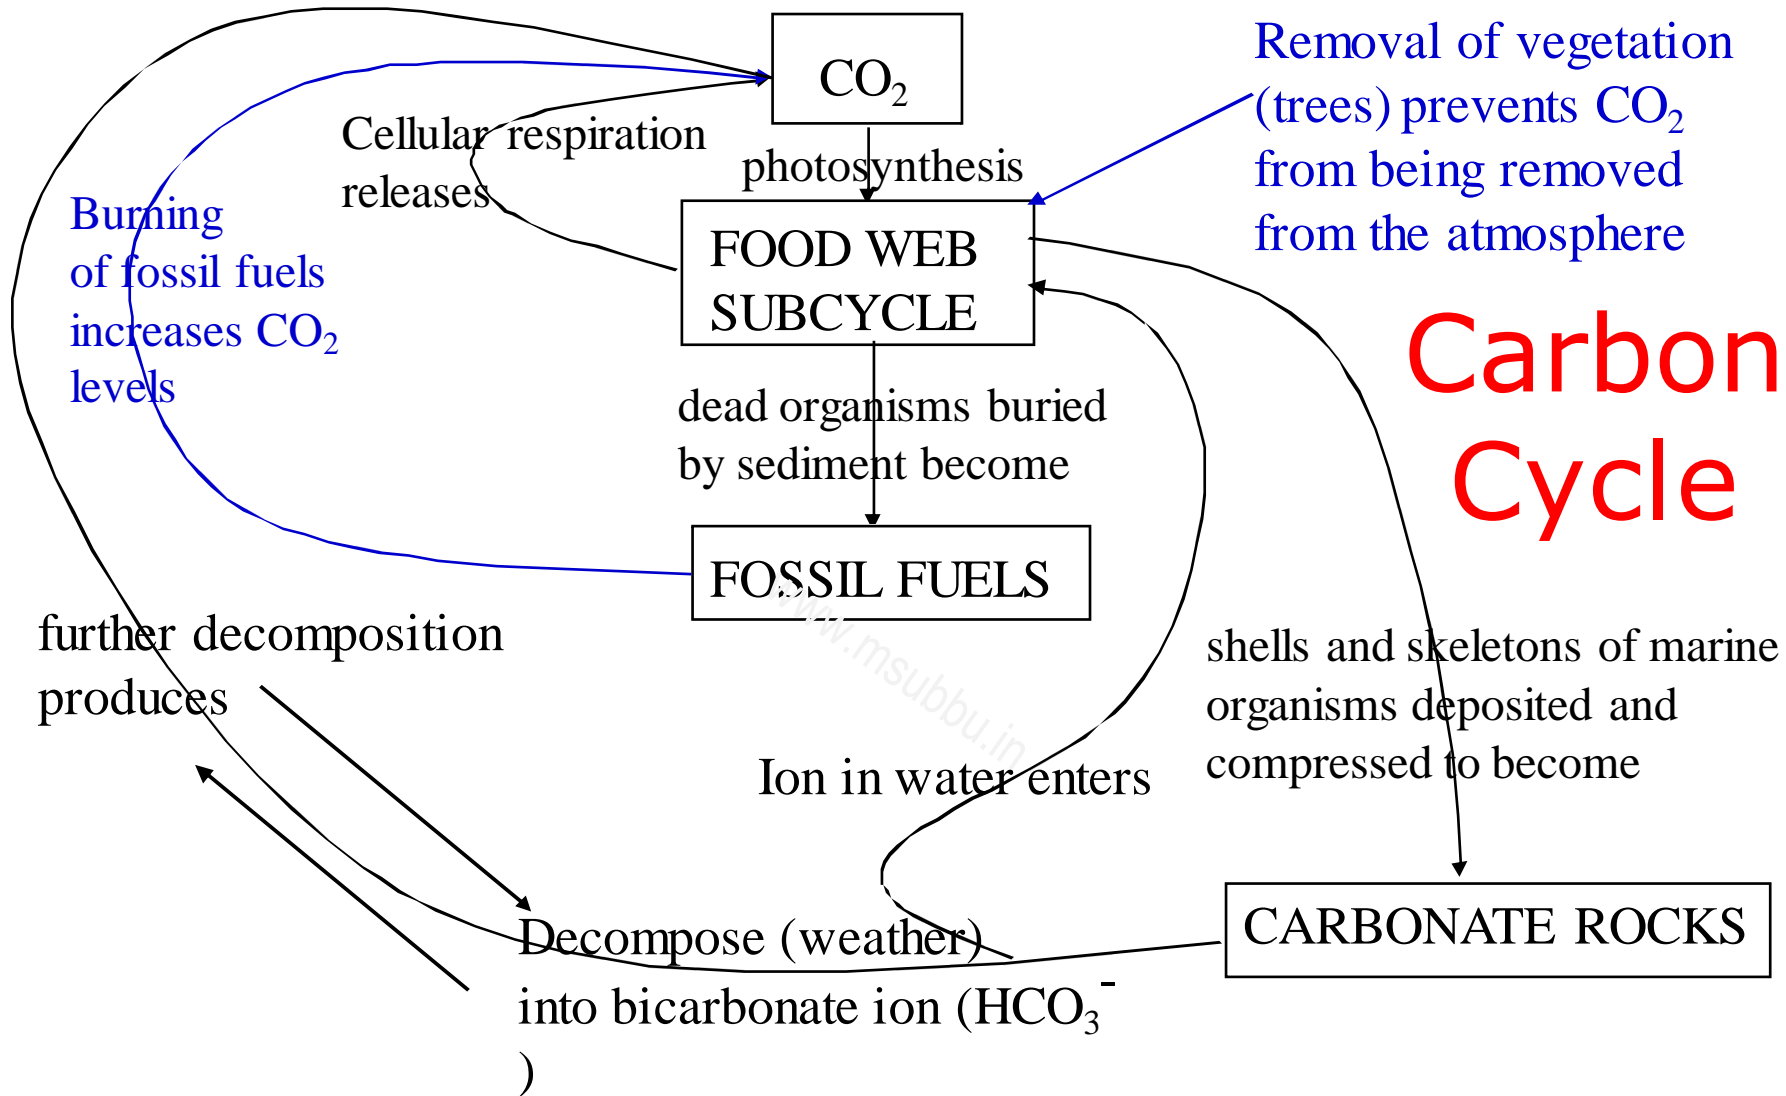 CO₂
Removal of vegetation
(trees) prevents CO₂
from being removed
from the atmosphere
Cellular respiration
releases
photosynthesis
Burning
of fossil fuels
increases CO₂
levels
FOOD WEB
SUBCYCLE
Carbon
Cycle
dead organisms buried
by sediment become
FOSSIL FUELS
www.msubbu.in
further decomposition
produces
shells and skeletons of marine
organisms deposited and
compressed to become
Ion in water enters
CARBONATE ROCKS
Decompose (weather)
into bicarbonate ion (HCO₃⁻
)